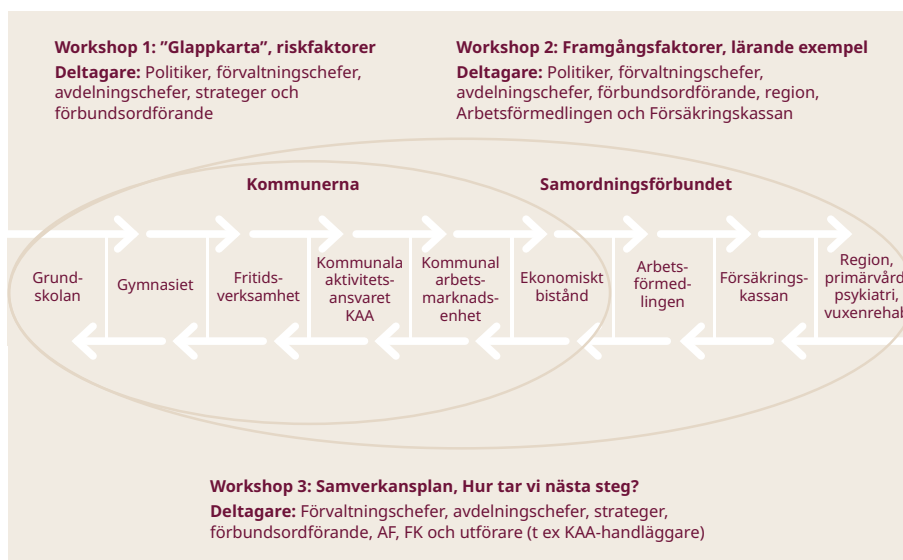 Workshop 1: ”Glappkarta”, riskfaktorer
Deltagare: Politiker, förvaltningschefer,
avdelningschefer, strateger och
förbundsordförande
Workshop 2: Framgångsfaktorer, lärande exempel
Deltagare: Politiker, förvaltningschefer,
avdelningschefer, förbundsordförande, region,
Arbetsförmedlingen och Försäkringskassan
Kommunerna
Samordningsförbundet
Grund-
skolan
Gymnasiet
Fritids-
verksamhet
Kommunala
aktivitets-
ansvaret
KAA
Kommunal
arbets-
marknads-
enhet
Ekonomiskt
bistånd
Arbets-
förmed-
lingen
Försäkrings-
kassan
Region,
primärvård
psykiatri,
vuxenrehab
Workshop 3: Samverkansplan, Hur tar vi nästa steg?
Deltagare: Förvaltningschefer, avdelningschefer, strateger,
förbundsordförande, AF, FK och utförare (t ex KAA-handläggare)